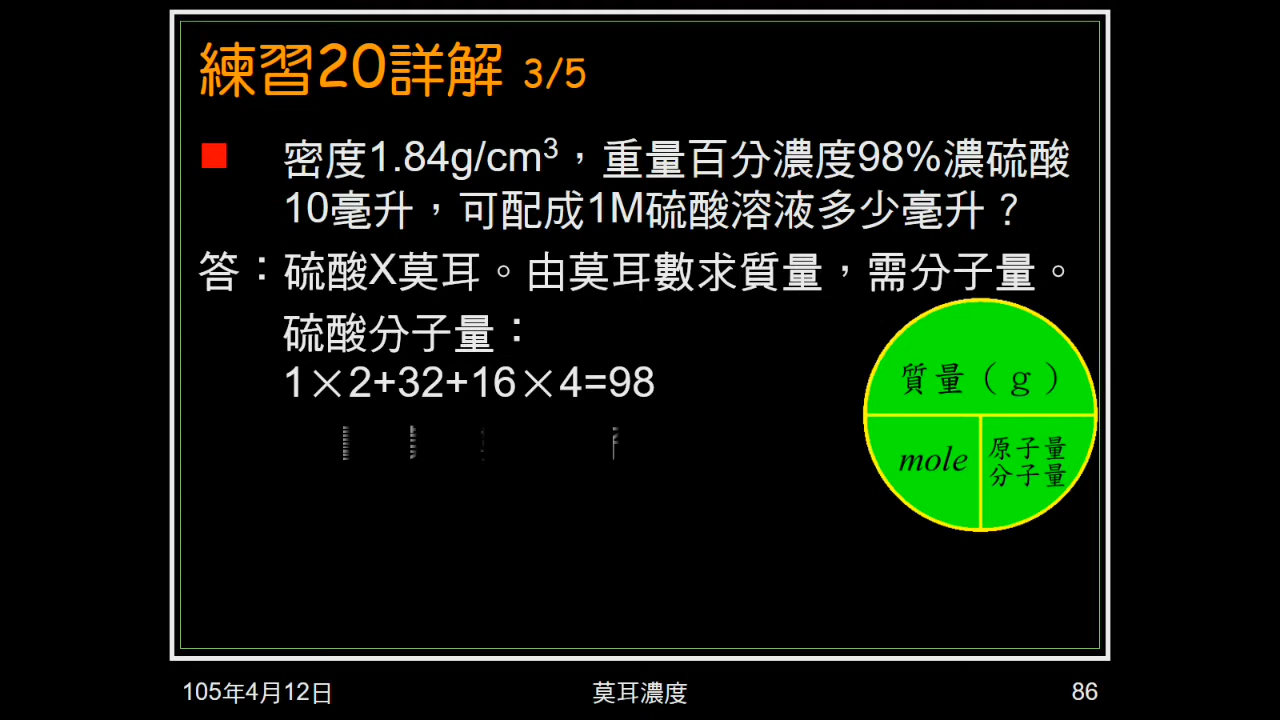 練習20詳解 3/5
密度1.84g/cm³，重量百分濃度98%濃硫酸
10毫升，可配成1M硫酸溶液多少毫升？
答：硫酸X莫耳。由莫耳數求質量，需分子量。
硫酸分子量：
1×2+32+16×4=98
質量（g）
mole
原子量
分子量
105年4月12日
莫耳濃度
86